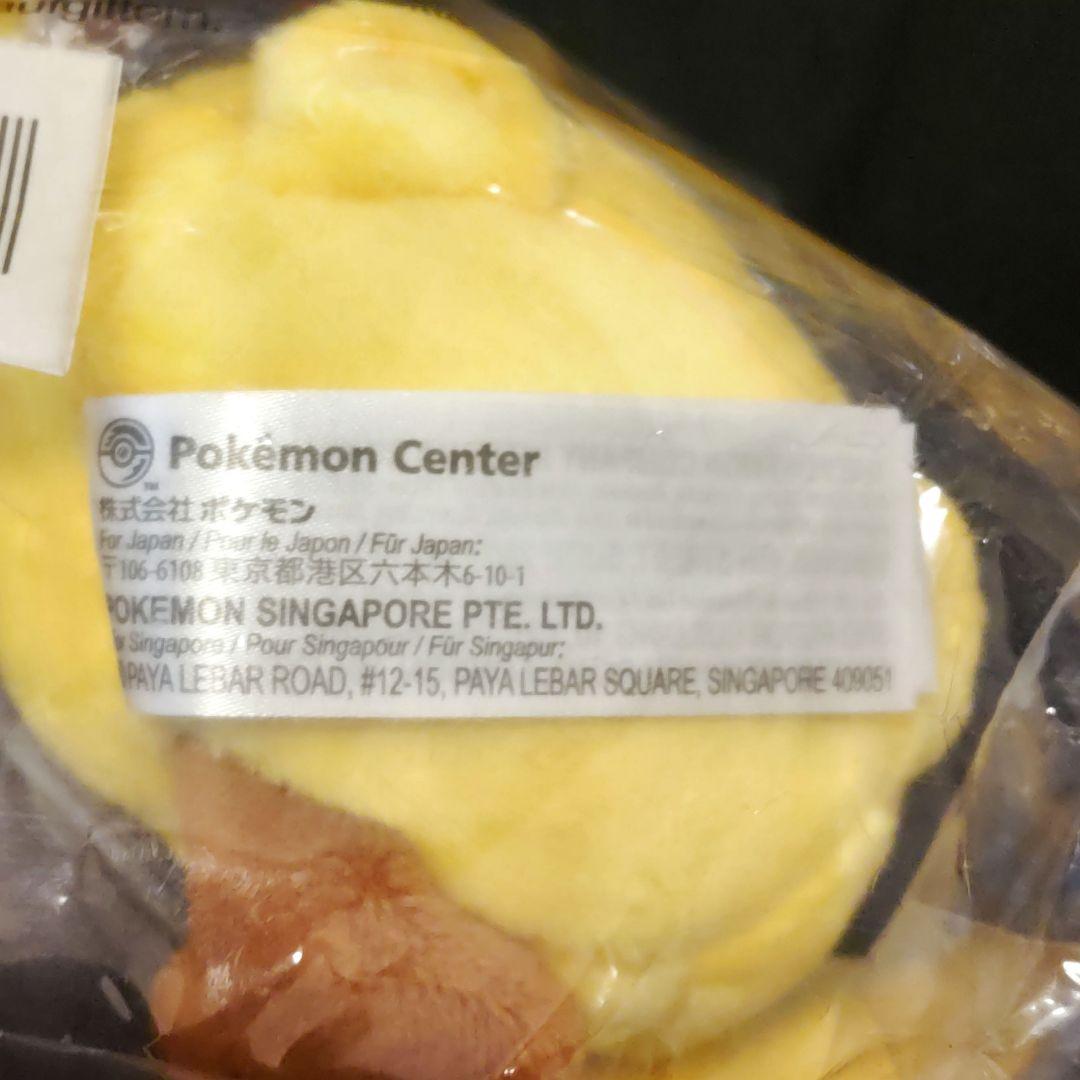 Pokémon Center
TM
株式会社 ポケモン
For Japan / Pour le Japon / Für Japan:
〒106-6108 東京都港区六本木6-10-1
POKEMON SINGAPORE PTE. LTD.
Singapore / Pour Singapour / Für Singapur:
PAYA LEBAR ROAD, #12-15, PAYA LEBAR SQUARE, SINGAPORE 409051